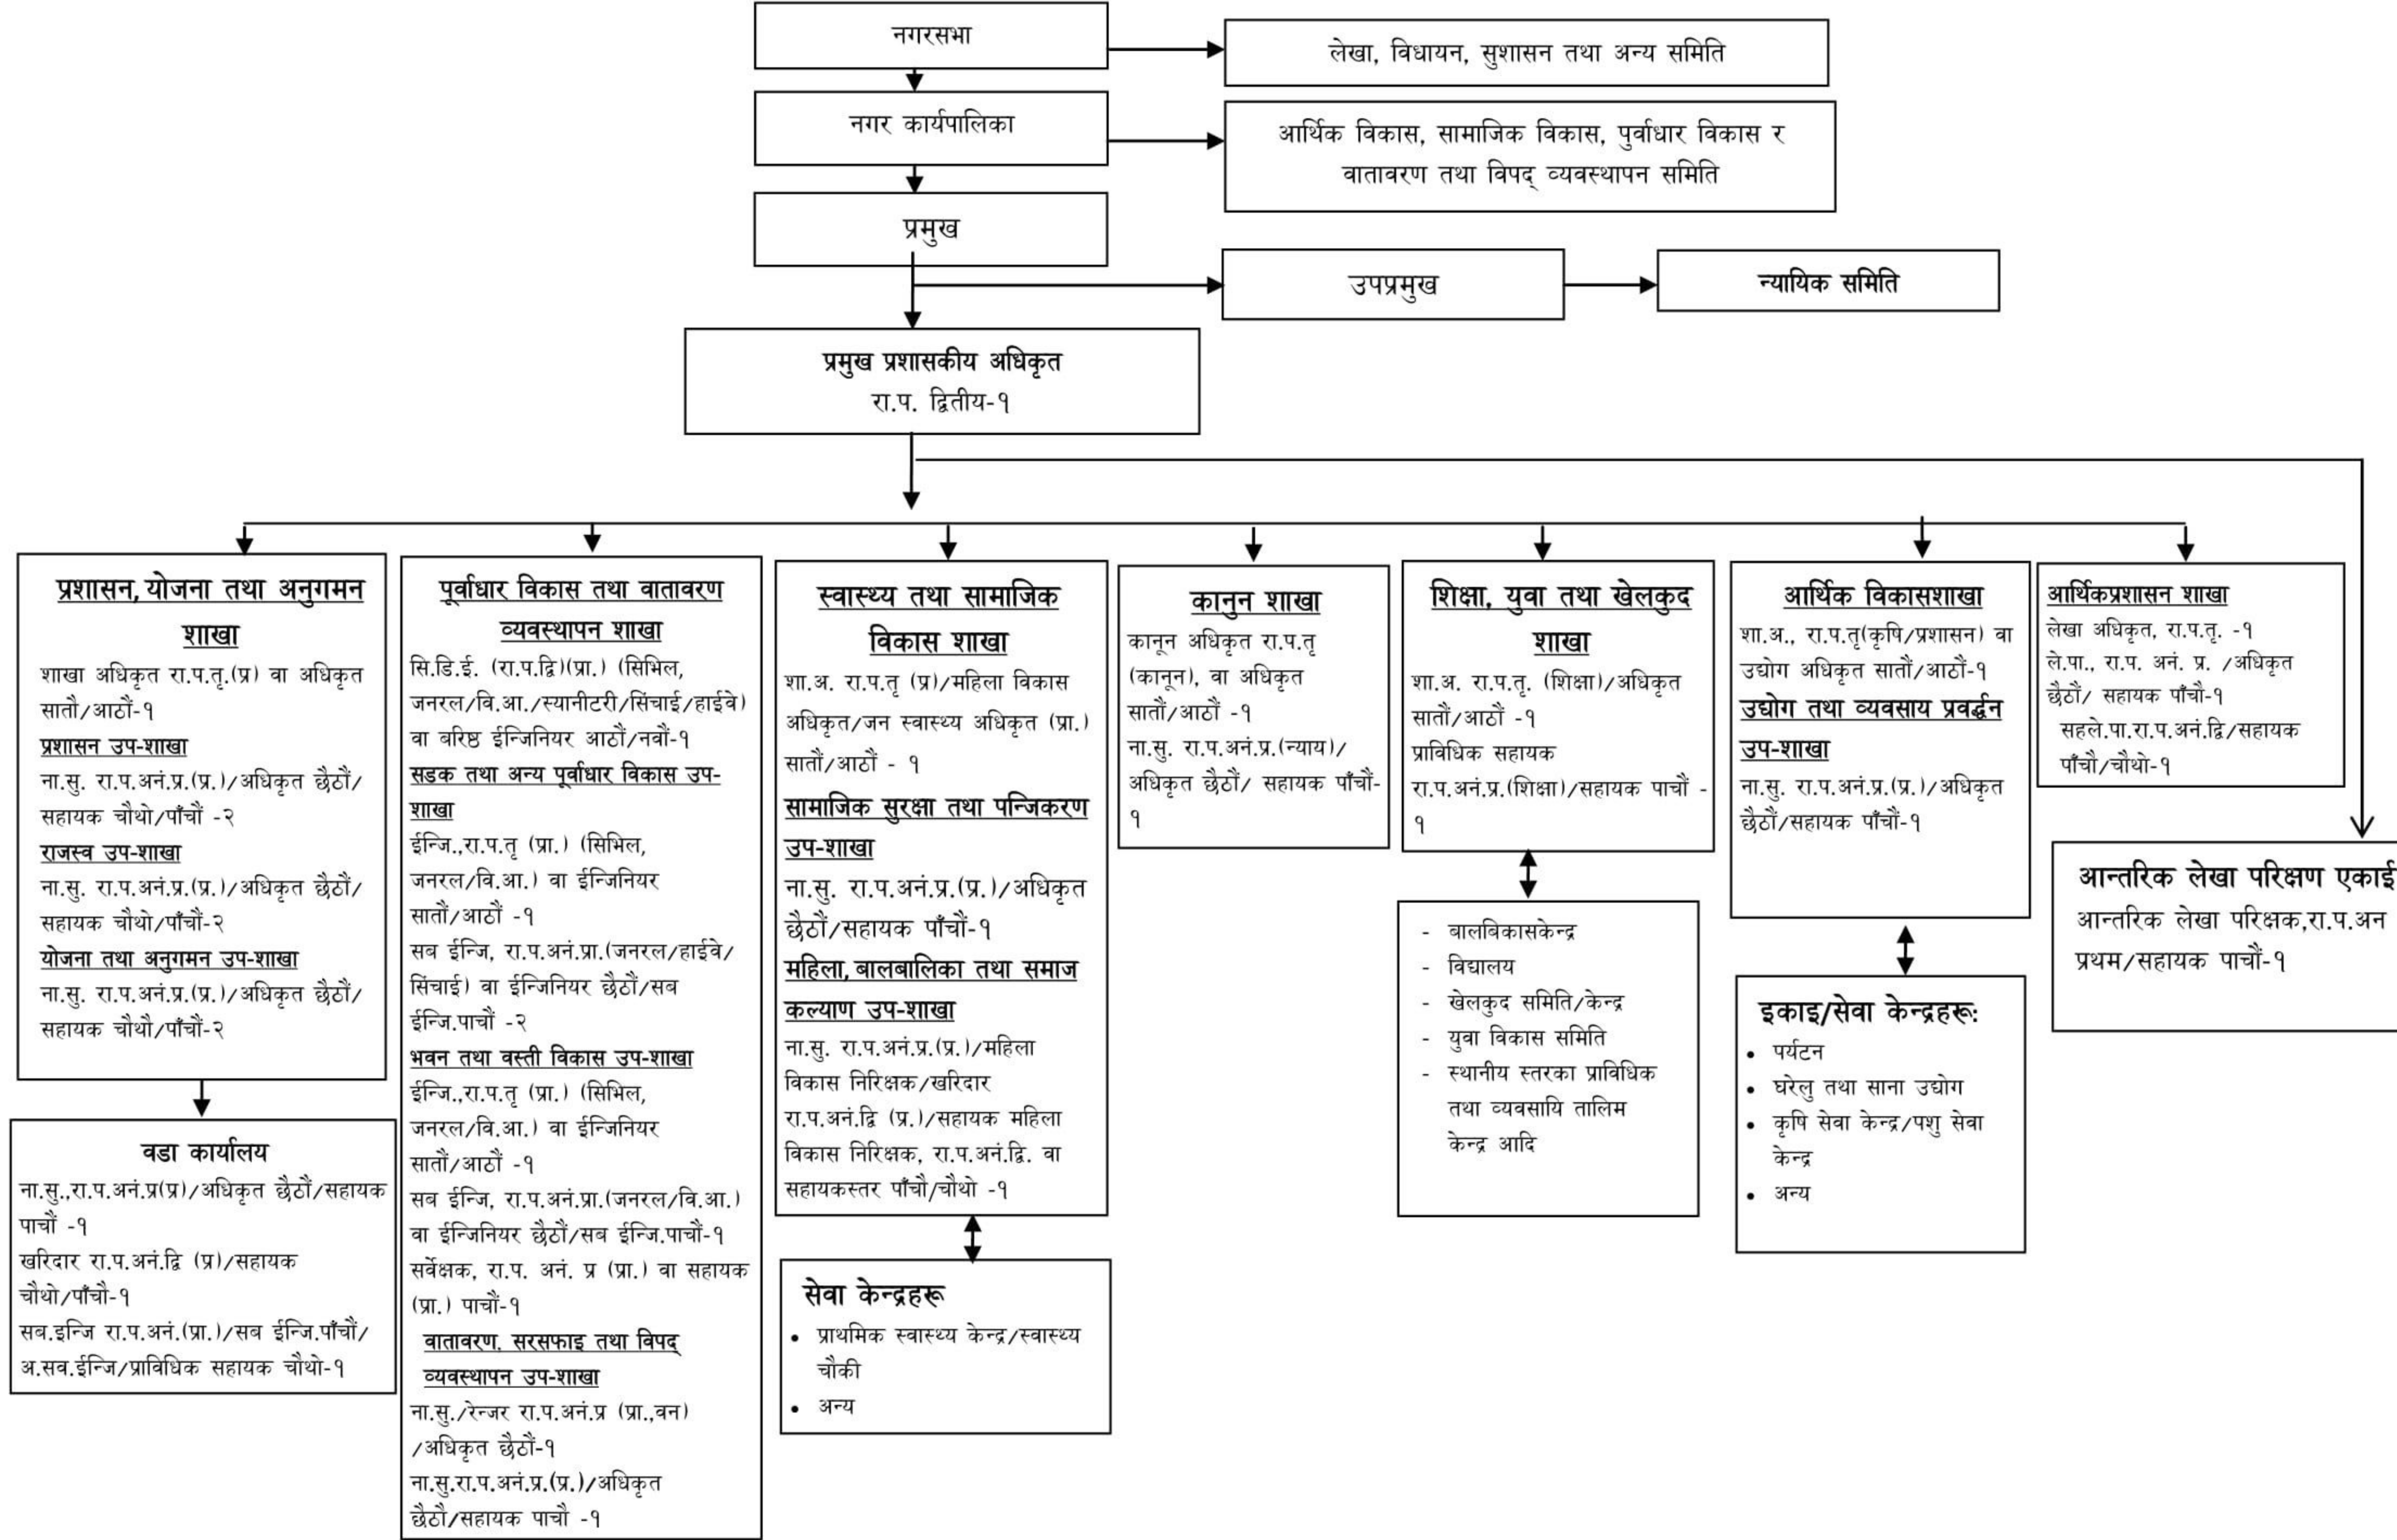 नगरसभा
लेखा, विधायन, सुशासन तथा अन्य समिति
नगर कार्यपालिका
आर्थिक विकास, सामाजिक विकास, पुर्वाधार विकास र
वातावरण तथा विपद् व्यवस्थापन समिति
प्रमुख
उपप्रमुख
न्यायिक समिति
प्रमुख प्रशासकीय अधिकृत
रा.प. द्वितीय-१
प्रशासन, योजना तथा अनुगमन
शाखा
शाखा अधिकृत रा.प.तृ.(प्र) वा अधिकृत
सातौ/आठौं-१
प्रशासन उप-शाखा
ना.सु. रा.प.अनं.प्र.(प्र.)/अधिकृत छैठौं/
सहायक चौथो/पाँचौं -२
राजस्व उप-शाखा
ना.सु. रा.प.अनं.प्र.(प्र.)/अधिकृत छैठौं/
सहायक चौथो/पाँचौं-२
योजना तथा अनुगमन उप-शाखा
ना.सु. रा.प.अनं.प्र.(प्र.)/अधिकृत छैठौं/
सहायक चौथौ/पाँचौं-२
वडा कार्यालय
ना.सु.,रा.प.अनं.प्र(प्र)/अधिकृत छैठौं/सहायक
पाचौं -१
खरिदार रा.प.अनं.द्वि (प्र)/सहायक
चौथो/पाँचौ-१
सब.इन्जि रा.प.अनं.(प्रा.)/सब ईन्जि.पाँचौं/
अ.सव.ईन्जि/प्राविधिक सहायक चौथो-१
पूर्वाधार विकास तथा वातावरण
व्यवस्थापन शाखा
सि.डि.ई. (रा.प.द्वि)(प्रा.) (सिभिल,
जनरल/वि.आ./स्यानीटरी/सिंचाई/हाईवे)
वा बरिष्ठ ईन्जिनियर आठौं/नवौं-१
सडक तथा अन्य पूर्वाधार विकास उप-
शाखा
ईन्जि.,रा.प.तृ (प्रा.) (सिभिल,
जनरल/वि.आ.) वा ईन्जिनियर
सातौं/आठौं -१
सब ईन्जि, रा.प.अनं.प्रा.(जनरल/हाईवे/
सिंचाई) वा ईन्जिनियर छैठौं/सब
ईन्जि.पाचौं -२
भवन तथा वस्ती विकास उप-शाखा
ईन्जि.,रा.प.तृ (प्रा.) (सिभिल,
जनरल/वि.आ.) वा ईन्जिनियर
सातौं/आठौं -१
सब ईन्जि, रा.प.अनं.प्रा.(जनरल/वि.आ.)
वा ईन्जिनियर छैठौं/सब ईन्जि.पाचौं-१
सर्वेक्षक, रा.प. अनं. प्र (प्रा.) वा सहायक
(प्रा.) पाचौं-१
वातावरण, सरसफाइ तथा विपद्
व्यवस्थापन उप-शाखा
ना.सु./रेन्जर रा.प.अनं.प्र (प्रा.,वन)
/अधिकृत छैठौं-१
ना.सु.रा.प.अनं.प्र.(प्र.)/अधिकृत
छैठौ/सहायक पाचौ -१
स्वास्थ्य तथा सामाजिक
विकास शाखा
शा.अ. रा.प.तृ (प्र)/महिला विकास
अधिकृत/जन स्वास्थ्य अधिकृत (प्रा.)
सातौं/आठौं - १
सामाजिक सुरक्षा तथा पन्जिकरण
उप-शाखा
ना.सु. रा.प.अनं.प्र.(प्र.)/अधिकृत
छैठौं/सहायक पाँचौं-१
महिला, बालबालिका तथा समाज
कल्याण उप-शाखा
ना.सु. रा.प.अनं.प्र.(प्र.)/महिला
विकास निरिक्षक/खरिदार
रा.प.अनं.द्वि (प्र.)/सहायक महिला
विकास निरिक्षक, रा.प.अनं.द्वि. वा
सहायकस्तर पाँचौ/चौथो -१
सेवा केन्द्रहरू
• प्राथमिक स्वास्थ्य केन्द्र/स्वास्थ्य
चौकी
• अन्य
कानुन शाखा
कानून अधिकृत रा.प.तृ
(कानून), वा अधिकृत
सातौं/आठौं -१
ना.सु. रा.प.अनं.प्र.(न्याय)/
अधिकृत छैठौं/ सहायक पाँचौं-
१
शिक्षा, युवा तथा खेलकुद
शाखा
शा.अ. रा.प.तृ. (शिक्षा)/अधिकृत
सातौं/आठौं -१
प्राविधिक सहायक
रा.प.अनं.प्र.(शिक्षा)/सहायक पाचौं -
१
- बालबिकासकेन्द्र
- विद्यालय
- खेलकुद समिति/केन्द्र
- युवा विकास समिति
- स्थानीय स्तरका प्राविधिक
तथा व्यवसायि तालिम
केन्द्र आदि
आर्थिक विकासशाखा
शा.अ., रा.प.तृ(कृषि/प्रशासन) वा
उद्योग अधिकृत सातौं/आठौं-१
उद्योग तथा व्यवसाय प्रवर्द्धन
उप-शाखा
ना.सु. रा.प.अनं.प्र.(प्र.)/अधिकृत
छैठौं/सहायक पाँचौं-१
इकाइ/सेवा केन्द्रहरू:
• पर्यटन
• घरेलु तथा साना उद्योग
• कृषि सेवा केन्द्र/पशु सेवा
केन्द्र
• अन्य
आर्थिकप्रशासन शाखा
लेखा अधिकृत, रा.प.तृ. -१
ले.पा., रा.प. अनं. प्र. /अधिकृत
छैठौं/ सहायक पाँचौ-१
सहले.पा.रा.प.अनं.द्वि/सहायक
पाँचौ/चौथो-१
आन्तरिक लेखा परिक्षण एकाई
आन्तरिक लेखा परिक्षक,रा.प.अन
प्रथम/सहायक पाचौं-१